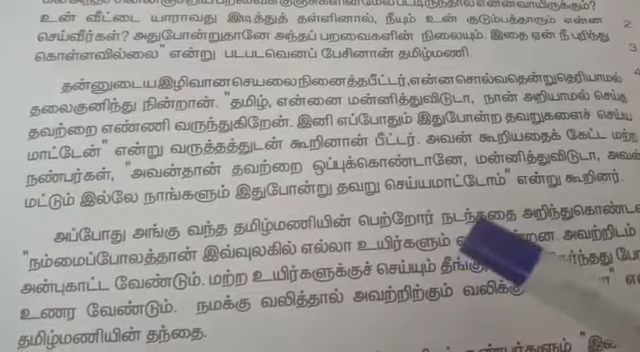 உன் வீட்டை யாராவது இடித்துத் தள்ளினால், நீயும் உன் குடும்பத்தாரும் என்ன
செய்வீர்கள்? அதுபோன்றுதானே அந்தப் பறவைகளின் நிலையும். இதை ஏன் நீ புரிந்து
கொள்ளவில்லை" என்று படபடவெனப் பேசினான் தமிழ்மணி.
தன்னுடைய இழிவான செயலை நினைத்த பீட்டர், என்ன சொல்வதென்று தெரியாமல்
தலைகுனிந்து நின்றான். "தமிழ், என்னை மன்னித்துவிடுடா, நான் அறியாமல் செய்த
தவற்றை எண்ணி வருந்துகிறேன். இனி எப்போதும் இதுபோன்ற தவறுகளைச் செய்ய
மாட்டேன்" என்று வருத்தத்துடன் கூறினான் பீட்டர். அவன் கூறியதைக் கேட்ட மற்ற
நண்பர்கள், "அவன்தான் தவற்றை ஒப்புக்கொண்டானே, மன்னித்துவிடுடா,
மட்டும் இல்லே நாங்களும் இதுபோன்று தவறு செய்யமாட்டோம்" என்று கூறினர்.
அப்போது அங்கு வந்த தமிழ்மணியின் பெற்றோர் நடந்ததை
"நம்மைப்போலத்தான் இவ்வுலகில் எல்லா உயிர்களும் அவற்றிடம்
அன்புகாட்ட வேண்டும். மற்ற உயிர்களுக்குச் செய்யும்
உணர வேண்டும். நமக்கு வலித்தால் அவற்றிற்கும்
தமிழ்மணியின் தந்தை.